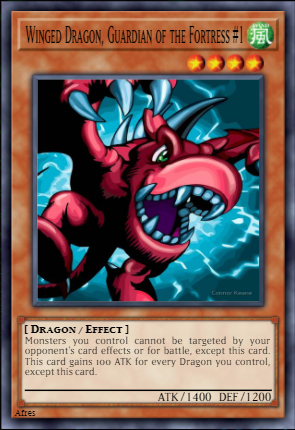 Winged Dragon, Guardian of the Fortress #1
風
[ Dragon / Effect ]
Monsters you control cannot be targeted by your
opponent's card effects or for battle, except this card.
This card gains 100 ATK for every Dragon you control,
except this card.
ATK/1400 DEF/1200